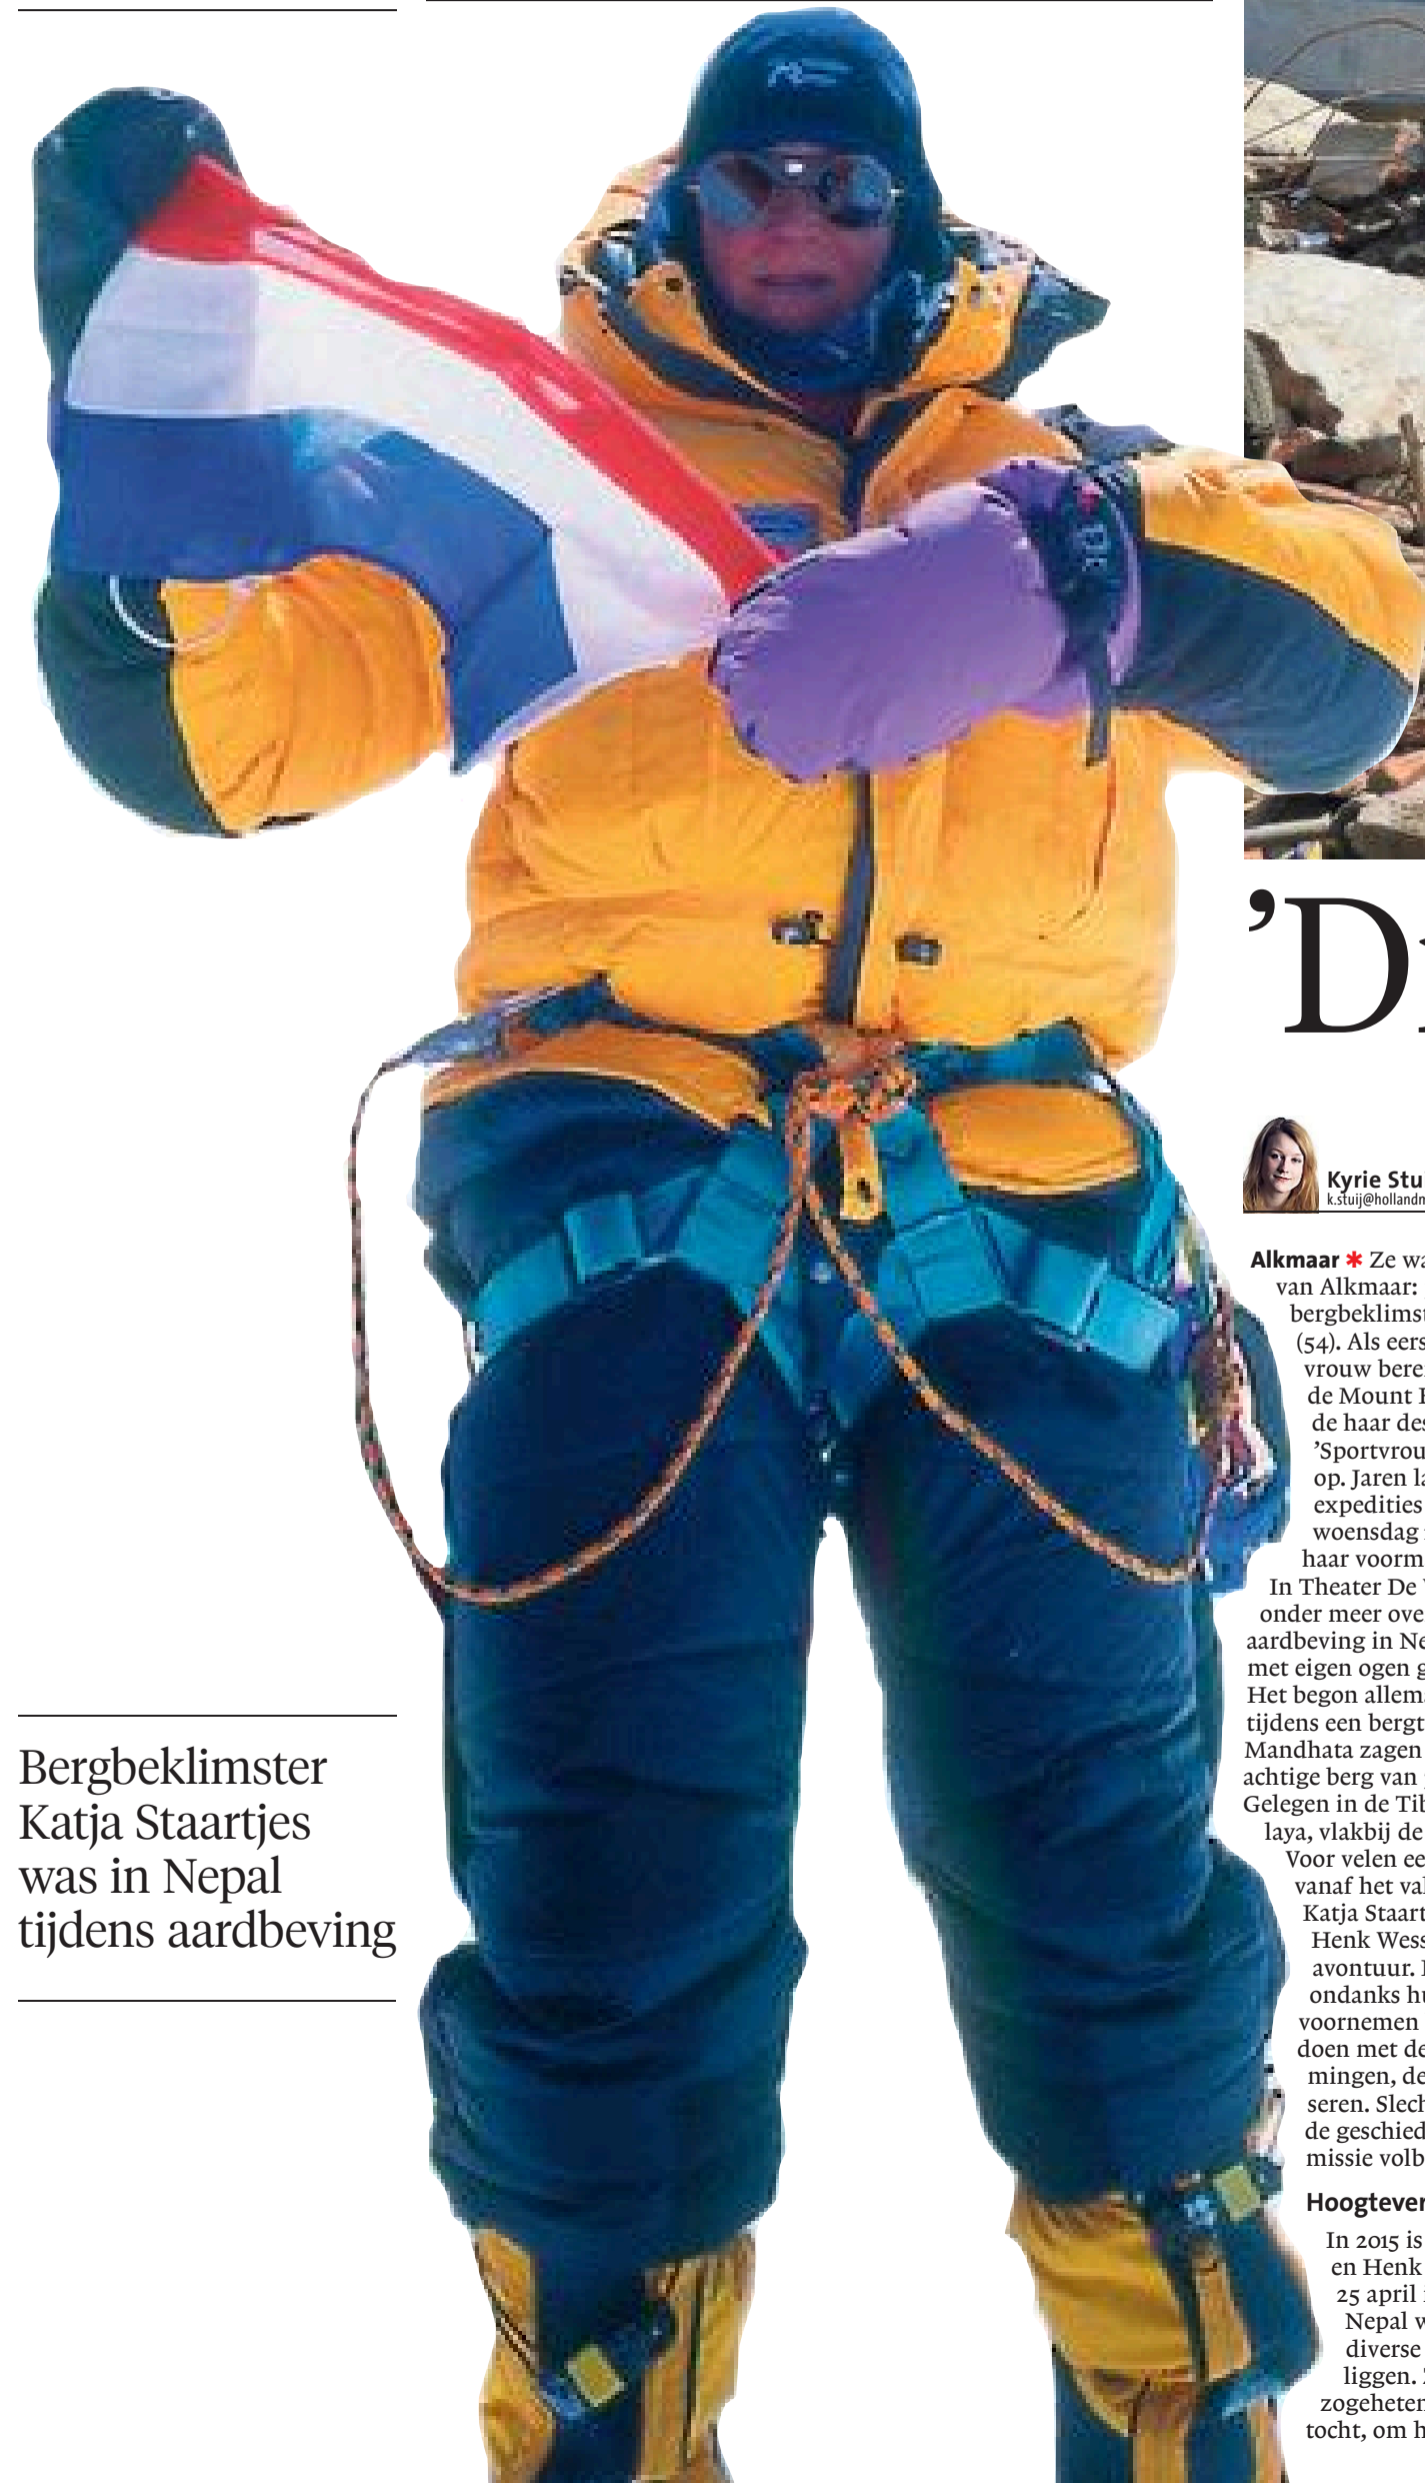 Bergbeklimster
Katja Staartjes
was in Nepal
tijdens aardbeving
’D
Kyrie Stu
k.stuij@holland
Alkmaar * Ze wa
van Alkmaar:
bergbeklimst
(54). Als eers
vrouw bere
de Mount
de haar des
’Sportvrou
op. Jaren la
expedities
woensdag
haar voorm
In Theater De
onder meer ove
aardbeving in Ne
met eigen ogen g
Het begon allema
tijdens een bergt
Mandhata zagen
achtige berg van
Gelegen in de Tib
laya, vlakbij de
Voor velen ee
vanaf het va
Katja Staart
Henk Wess
avontuur.
ondanks hu
voornemen
doen met de
mingen, de
seren. Slech
de geschied
missie volb
Hoogtever
In 2015 is
en Henk
25 april
Nepal w
diverse
liggen.
zogeheten
tocht, om h